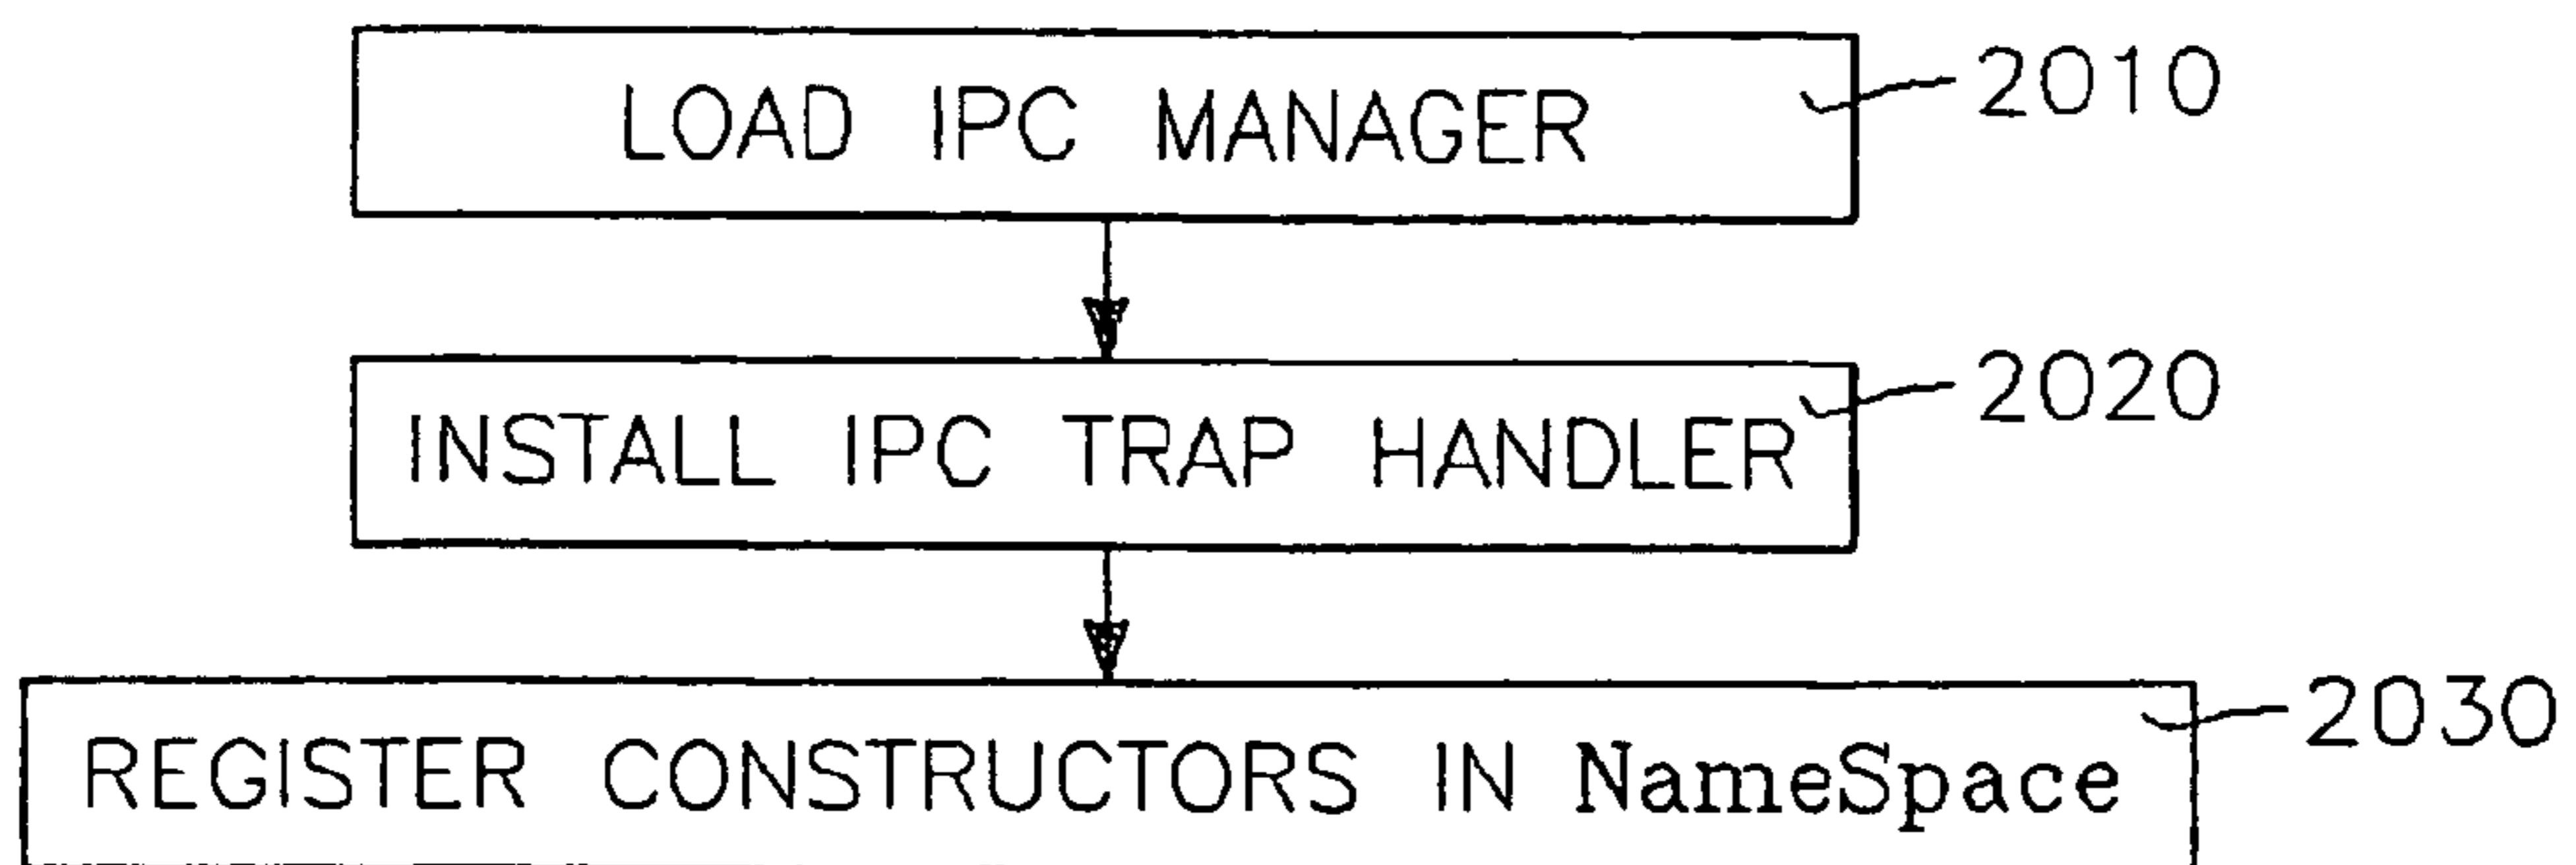 LOAD IPC MANAGER 2010
INSTALL IPC TRAP HANDLER 2020
REGISTER CONSTRUCTORS IN NameSpace 2030